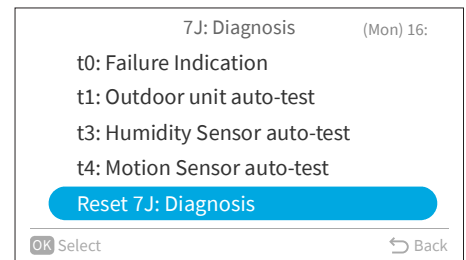 7J: Diagnosis (Mon) 16:
t0: Failure Indication
t1: Outdoor unit auto-test
t3: Humidity Sensor auto-test
t4: Motion Sensor auto-test
Reset 7J: Diagnosis
OK Select Back